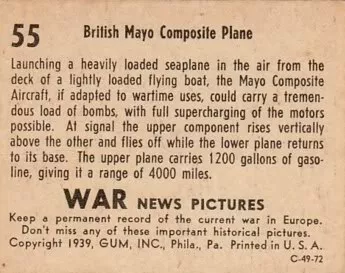 55 British Mayo Composite Plane
Launching a heavily loaded seaplane in the air from the
deck of a lightly loaded flying boat, the Mayo Composite
Aircraft, if adapted to wartime uses, could carry a tremen-
dous load of bombs, with full supercharging of the motors
possible. At signal the upper component rises vertically
above the other and flies off while the lower plane returns
to its base. The upper plane carries 1200 gallons of gaso-
line, giving it a range of 4000 miles.
WAR NEWS PICTURES
Keep a permanent record of the current war in Europe.
Don't miss any of these important historical pictures.
Copyright 1939, GUM, INC., Phila., Pa. Printed in U. S. A.
C-49-72